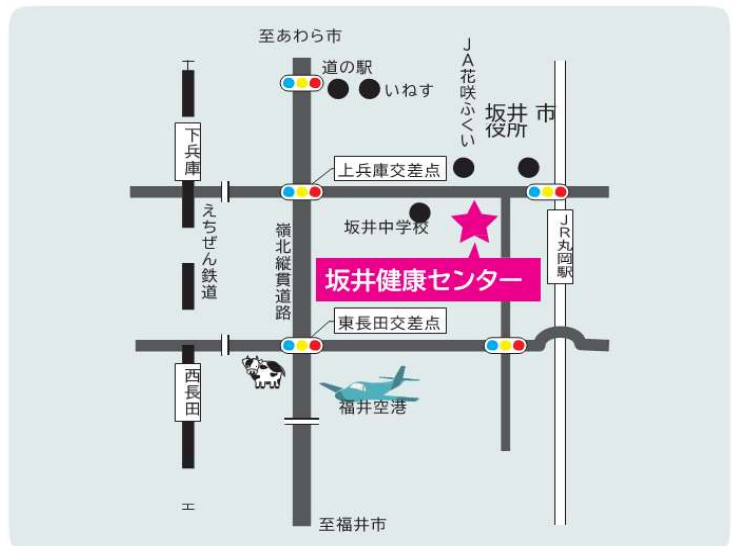 至あわら市
道の駅
いねす
JA花咲ふくい
坂井 市
役所
下兵庫
上兵庫交差点
えちぜん鉄道
嶺北縦貫道路
坂井中学校
JR丸岡駅
坂井健康センター
東長田交差点
西長田
福井空港
至福井市